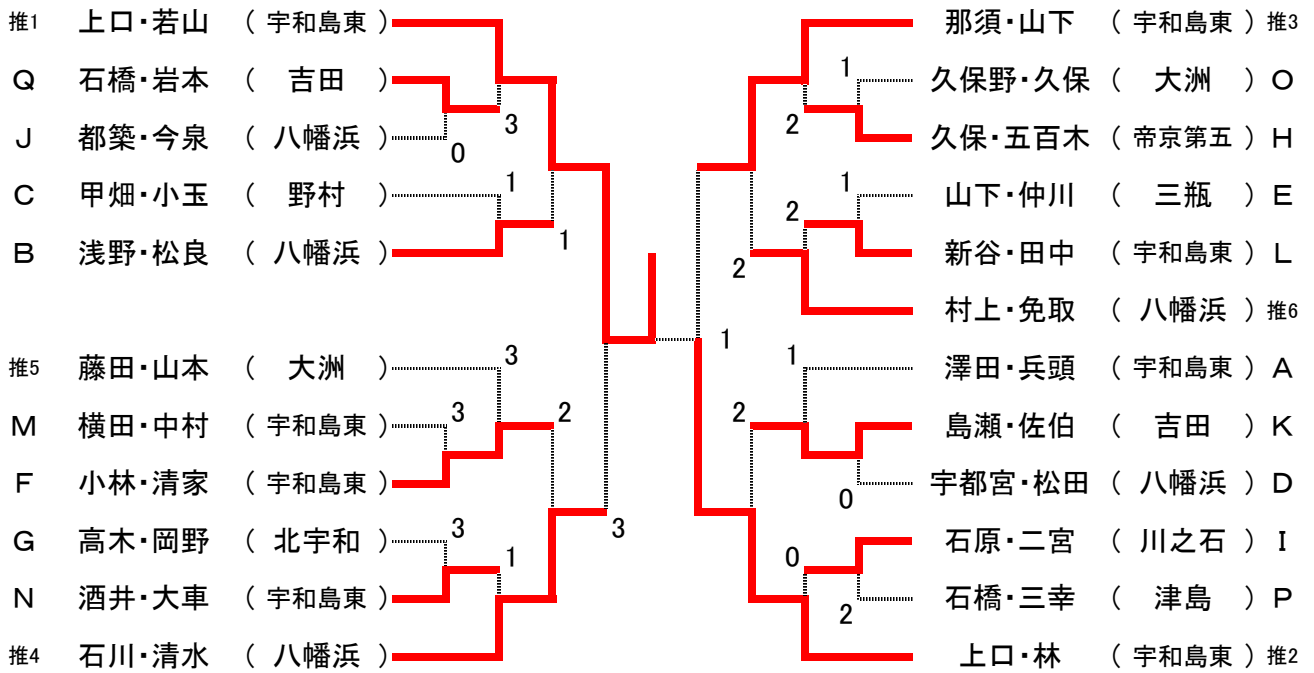 推1 上口・若山 ( 宇和島東 )
Q 石橋・岩本 ( 吉田 )
3
J 都築・今泉 ( 八幡浜 )
0
C 甲畑・小玉 ( 野村 )
1
B 浅野・松良 ( 八幡浜 )
1
推5 藤田・山本 ( 大洲 )
3
M 横田・中村 ( 宇和島東 )
3
2
F 小林・清家 ( 宇和島東 )
G 高木・岡野 ( 北宇和 )
3
3
N 酒井・大車 ( 宇和島東 )
1
推4 石川・清水 ( 八幡浜 )
那須・山下 ( 宇和島東 ) 推3
1
久保野・久保 ( 大洲 ) O
2
久保・五百木 ( 帝京第五 ) H
1
山下・仲川 ( 三瓶 ) E
2
新谷・田中 ( 宇和島東 ) L
2
村上・免取 ( 八幡浜 ) 推6
1
1
澤田・兵頭 ( 宇和島東 ) A
2
島瀬・佐伯 ( 吉田 ) K
0
宇都宮・松田 ( 八幡浜 ) D
0
石原・二宮 ( 川之石 ) I
2
石橋・三幸 ( 津島 ) P
上口・林 ( 宇和島東 ) 推2